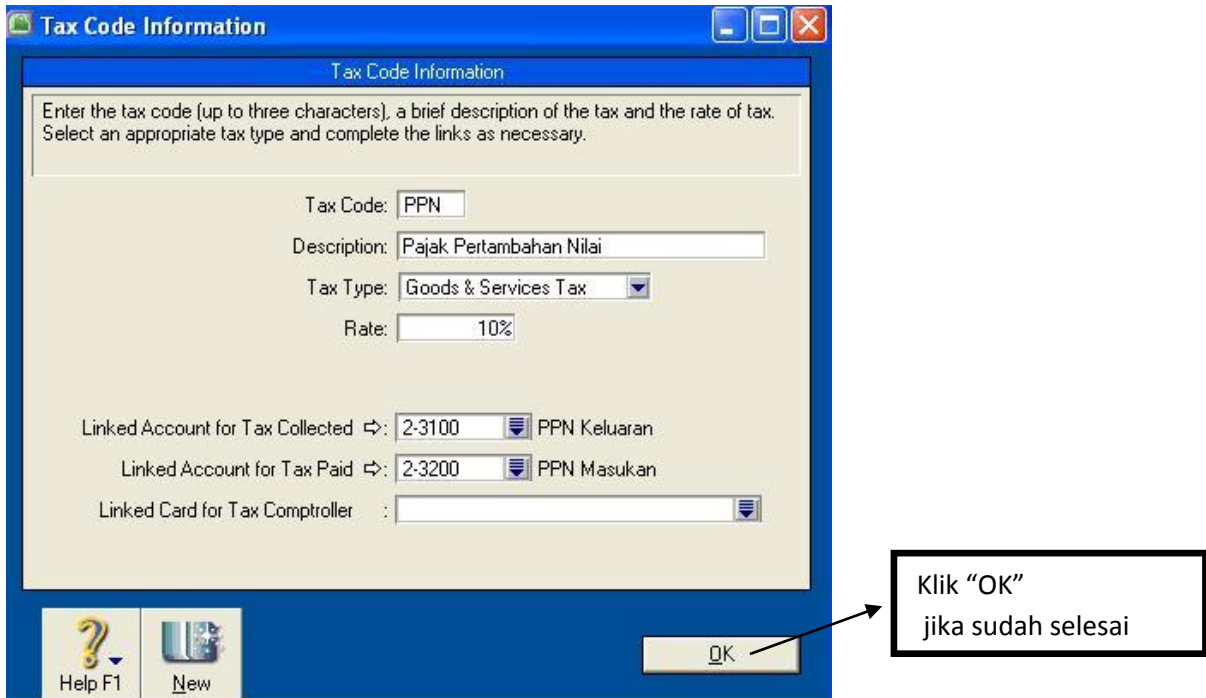 Tax Code Information
Tax Code Information
Enter the tax code (up to three characters), a brief description of the tax and the rate of tax.
Select an appropriate tax type and complete the links as necessary.
Tax Code: PPN
Description: Pajak Pertambahan Nilai
Tax Type: Goods & Services Tax
Rate: 10%
Linked Account for Tax Collected ⇨: 2-3100 PPN Keluaran
Linked Account for Tax Paid ⇨: 2-3200 PPN Masukan
Linked Card for Tax Comptroller :
Klik “OK”
jika sudah selesai
OK
Help F1 New